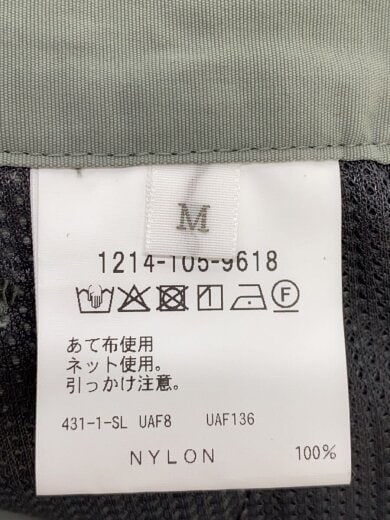 M
1214-105-9618
F
あて布使用
ネット使用。
引っかけ注意。
431-1-SL UAF8 UAF136
NYLON 100%